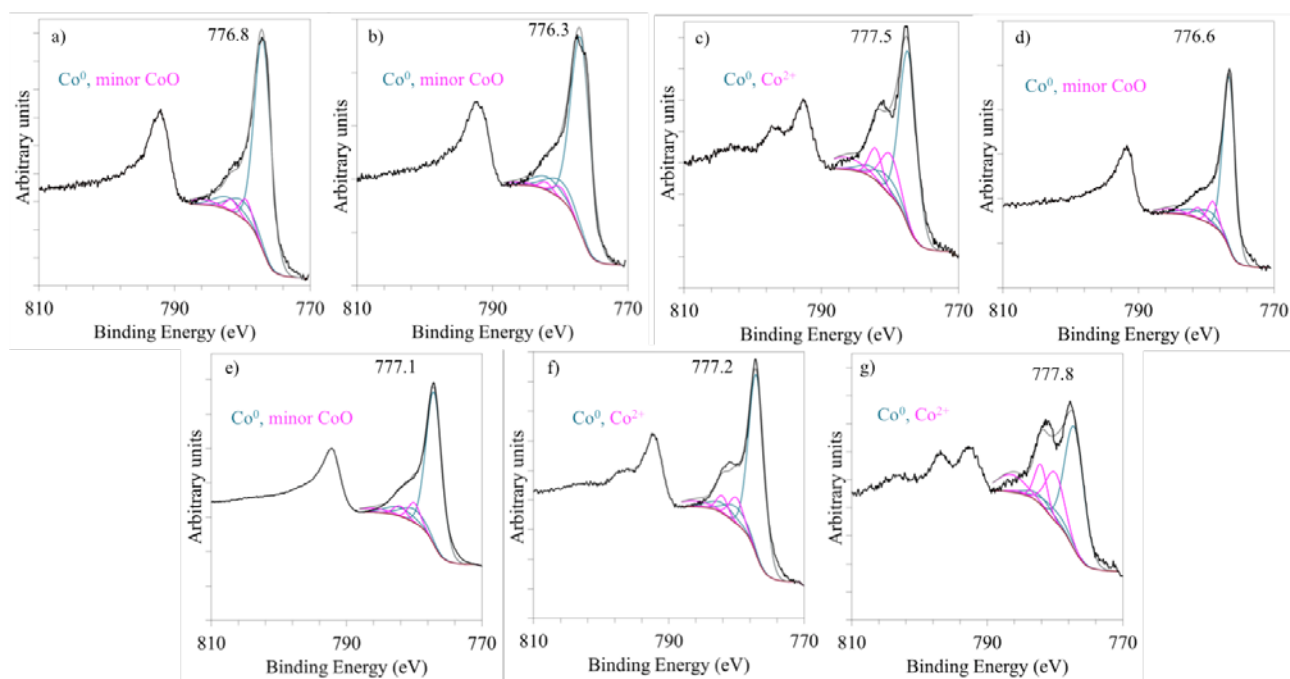 a)
776.8
Co⁰, minor CoO
Arbitrary units
810
790
770
Binding Energy (eV)
b)
776.3
Co⁰, minor CoO
Arbitrary units
810
790
770
Binding Energy (eV)
c)
777.5
Co⁰, Co²⁺
Arbitrary units
810
790
770
Binding Energy (eV)
d)
776.6
Co⁰, minor CoO
Arbitrary units
810
790
770
Binding Energy (eV)
e)
777.1
Co⁰, minor CoO
Arbitrary units
810
790
770
Binding Energy (eV)
f)
777.2
Co⁰, Co²⁺
Arbitrary units
810
790
770
Binding Energy (eV)
g)
777.8
Co⁰, Co²⁺
Arbitrary units
810
790
770
Binding Energy (eV)